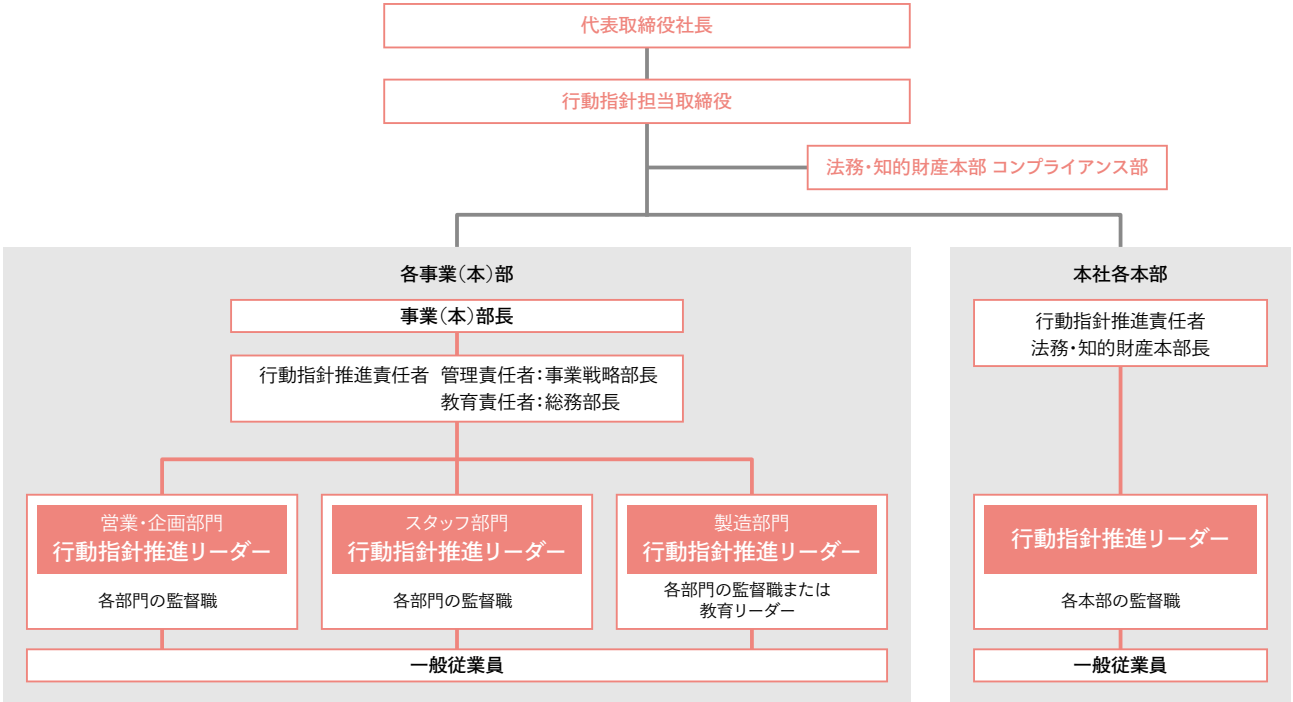 代表取締役社長
行動指針担当取締役
法務・知的財産本部 コンプライアンス部
各事業(本)部
事業(本)部長
行動指針推進責任者 管理責任者:事業戦略部長
教育責任者:総務部長
営業・企画部門
行動指針推進リーダー
各部門の監督職
スタッフ部門
行動指針推進リーダー
各部門の監督職
製造部門
行動指針推進リーダー
各部門の監督職または
教育リーダー
一般従業員
本社各本部
行動指針推進責任者
法務・知的財産本部長
行動指針推進リーダー
各本部の監督職
一般従業員